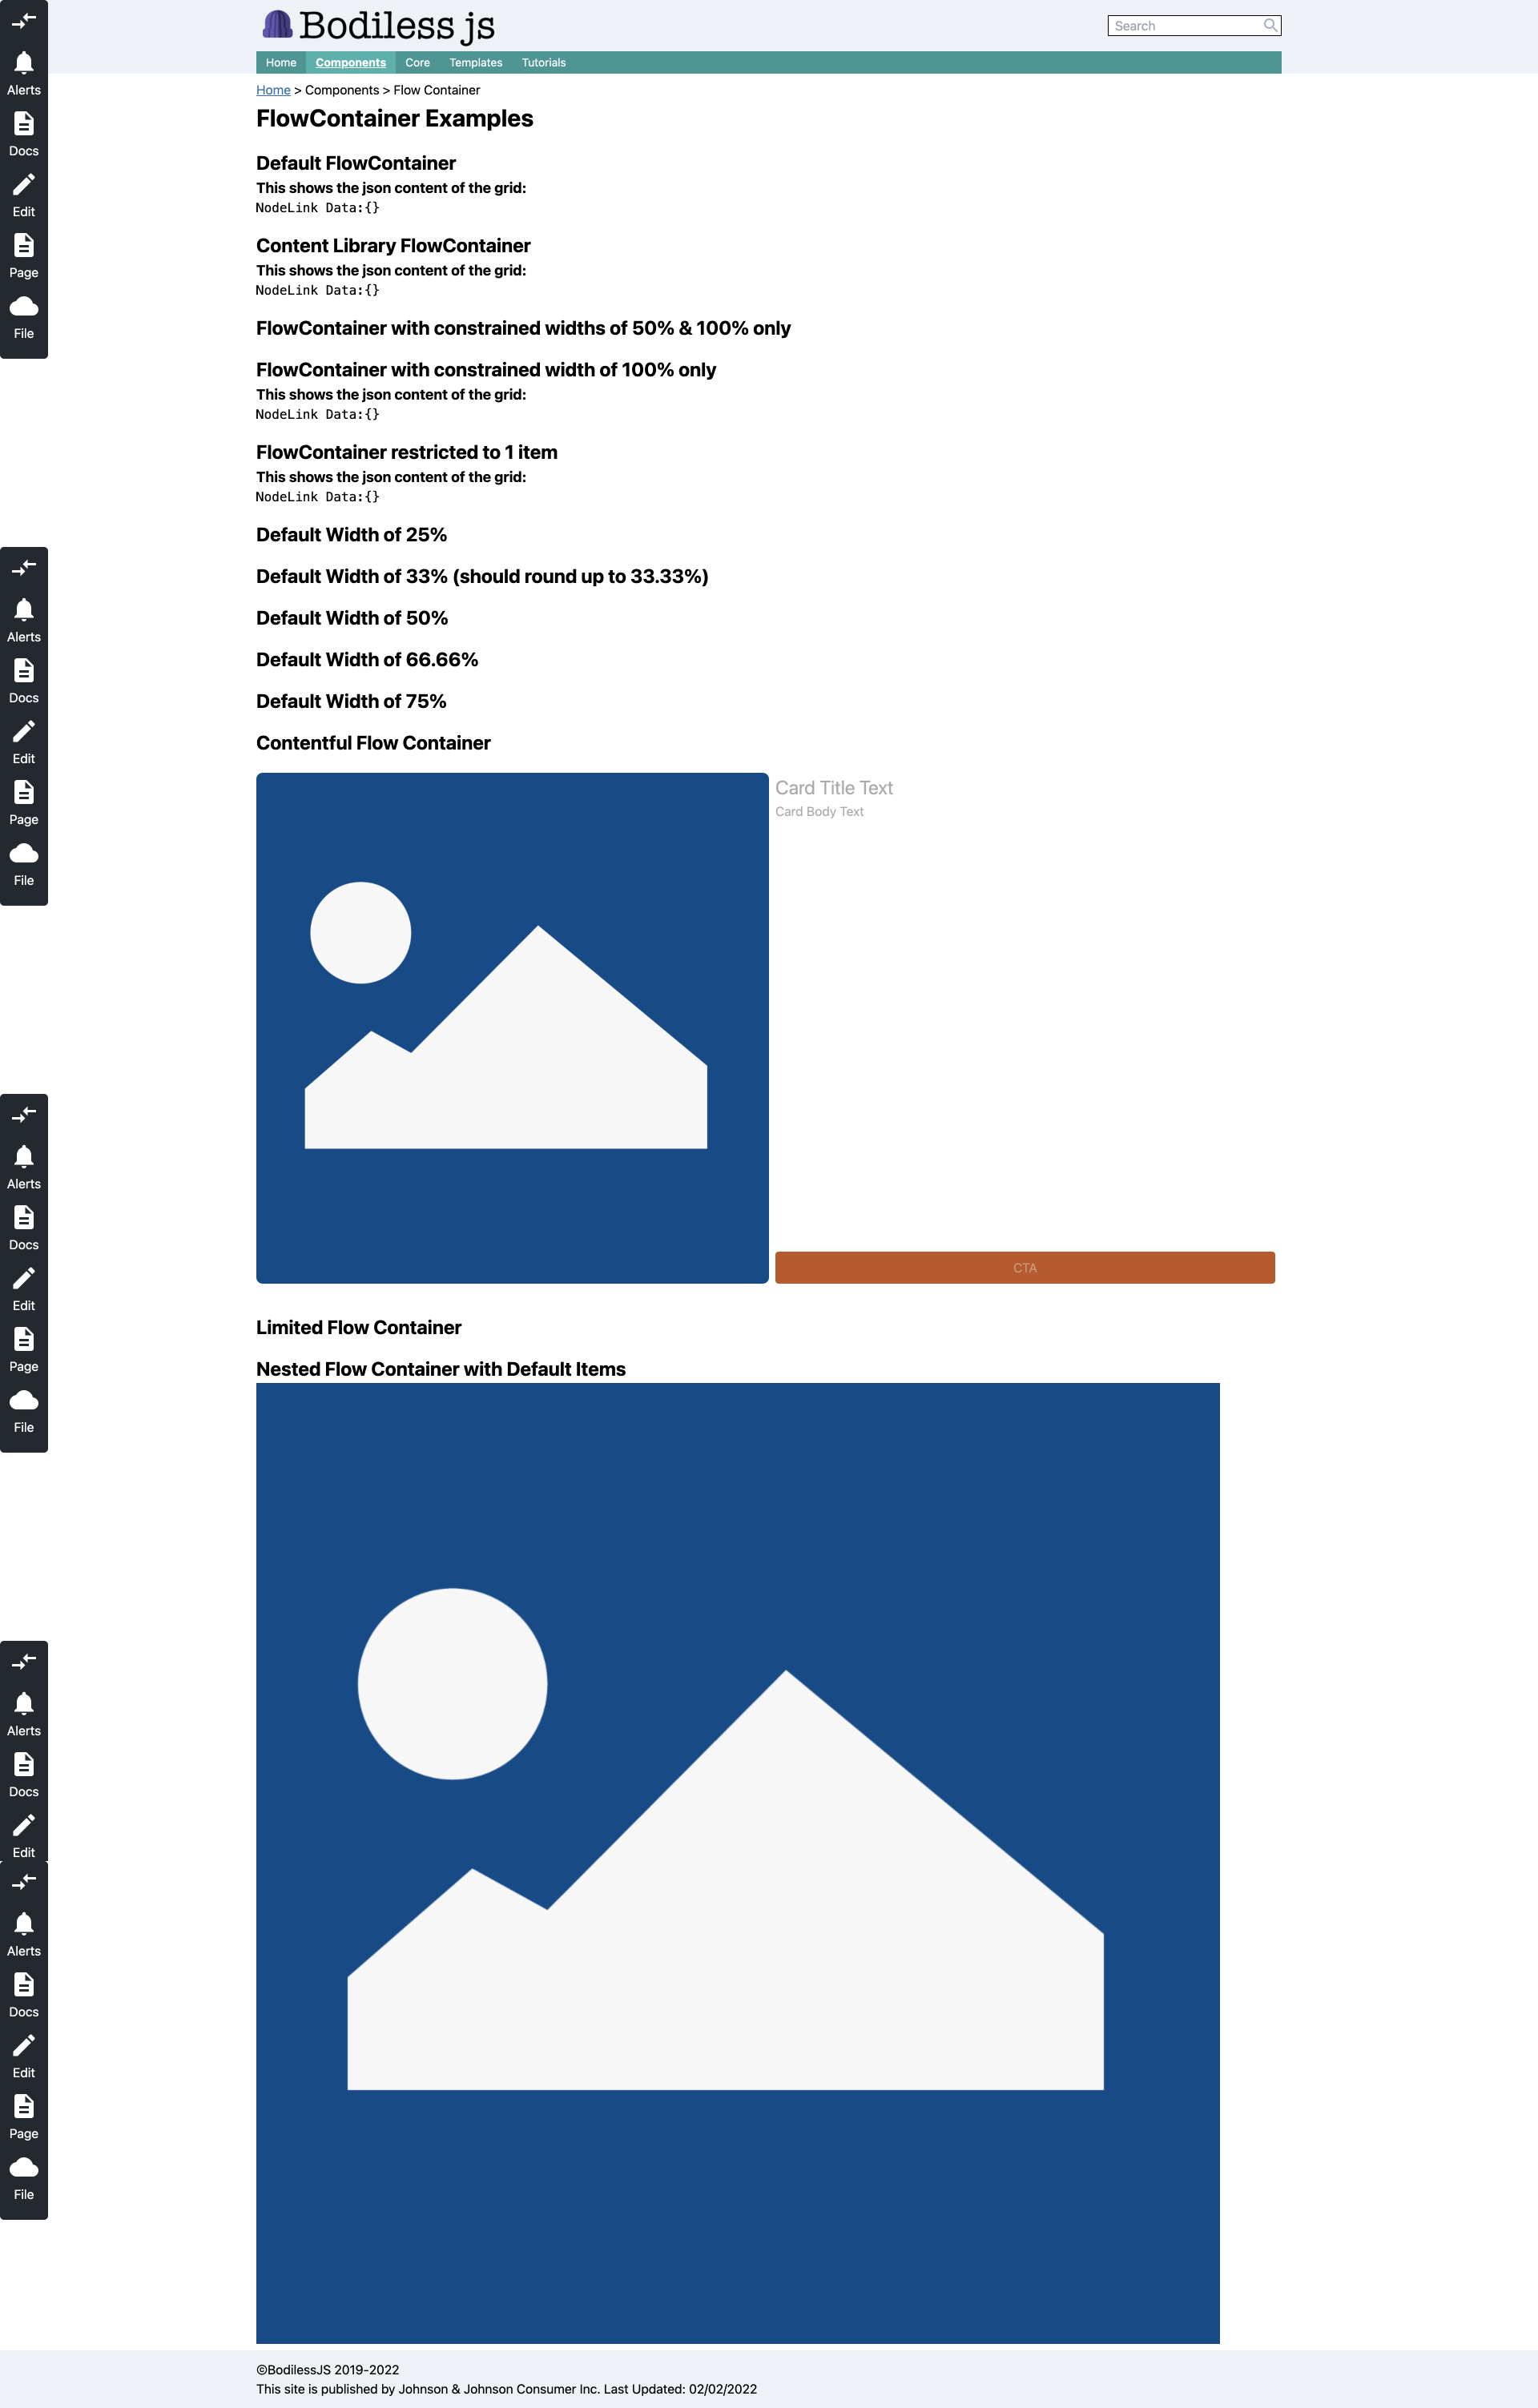 Bodiless js
Search
Home Components Core Templates Tutorials
Home > Components > Flow Container
FlowContainer Examples
Default FlowContainer
This shows the json content of the grid:
NodeLink Data:{}
Content Library FlowContainer
This shows the json content of the grid:
NodeLink Data:{}
FlowContainer with constrained widths of 50% & 100% only
FlowContainer with constrained width of 100% only
This shows the json content of the grid:
NodeLink Data:{}
FlowContainer restricted to 1 item
This shows the json content of the grid:
NodeLink Data:{}
Default Width of 25%
Default Width of 33% (should round up to 33.33%)
Default Width of 50%
Default Width of 66.66%
Default Width of 75%
Contentful Flow Container
Card Title Text
Card Body Text
CTA
Limited Flow Container
Nested Flow Container with Default Items
©BodilessJS 2019-2022
This site is published by Johnson & Johnson Consumer Inc. Last Updated: 02/02/2022
Alerts
Docs
Edit
Page
File
Alerts
Docs
Edit
Page
File
Alerts
Docs
Edit
Page
File
Alerts
Docs
Edit
Alerts
Docs
Edit
Page
File